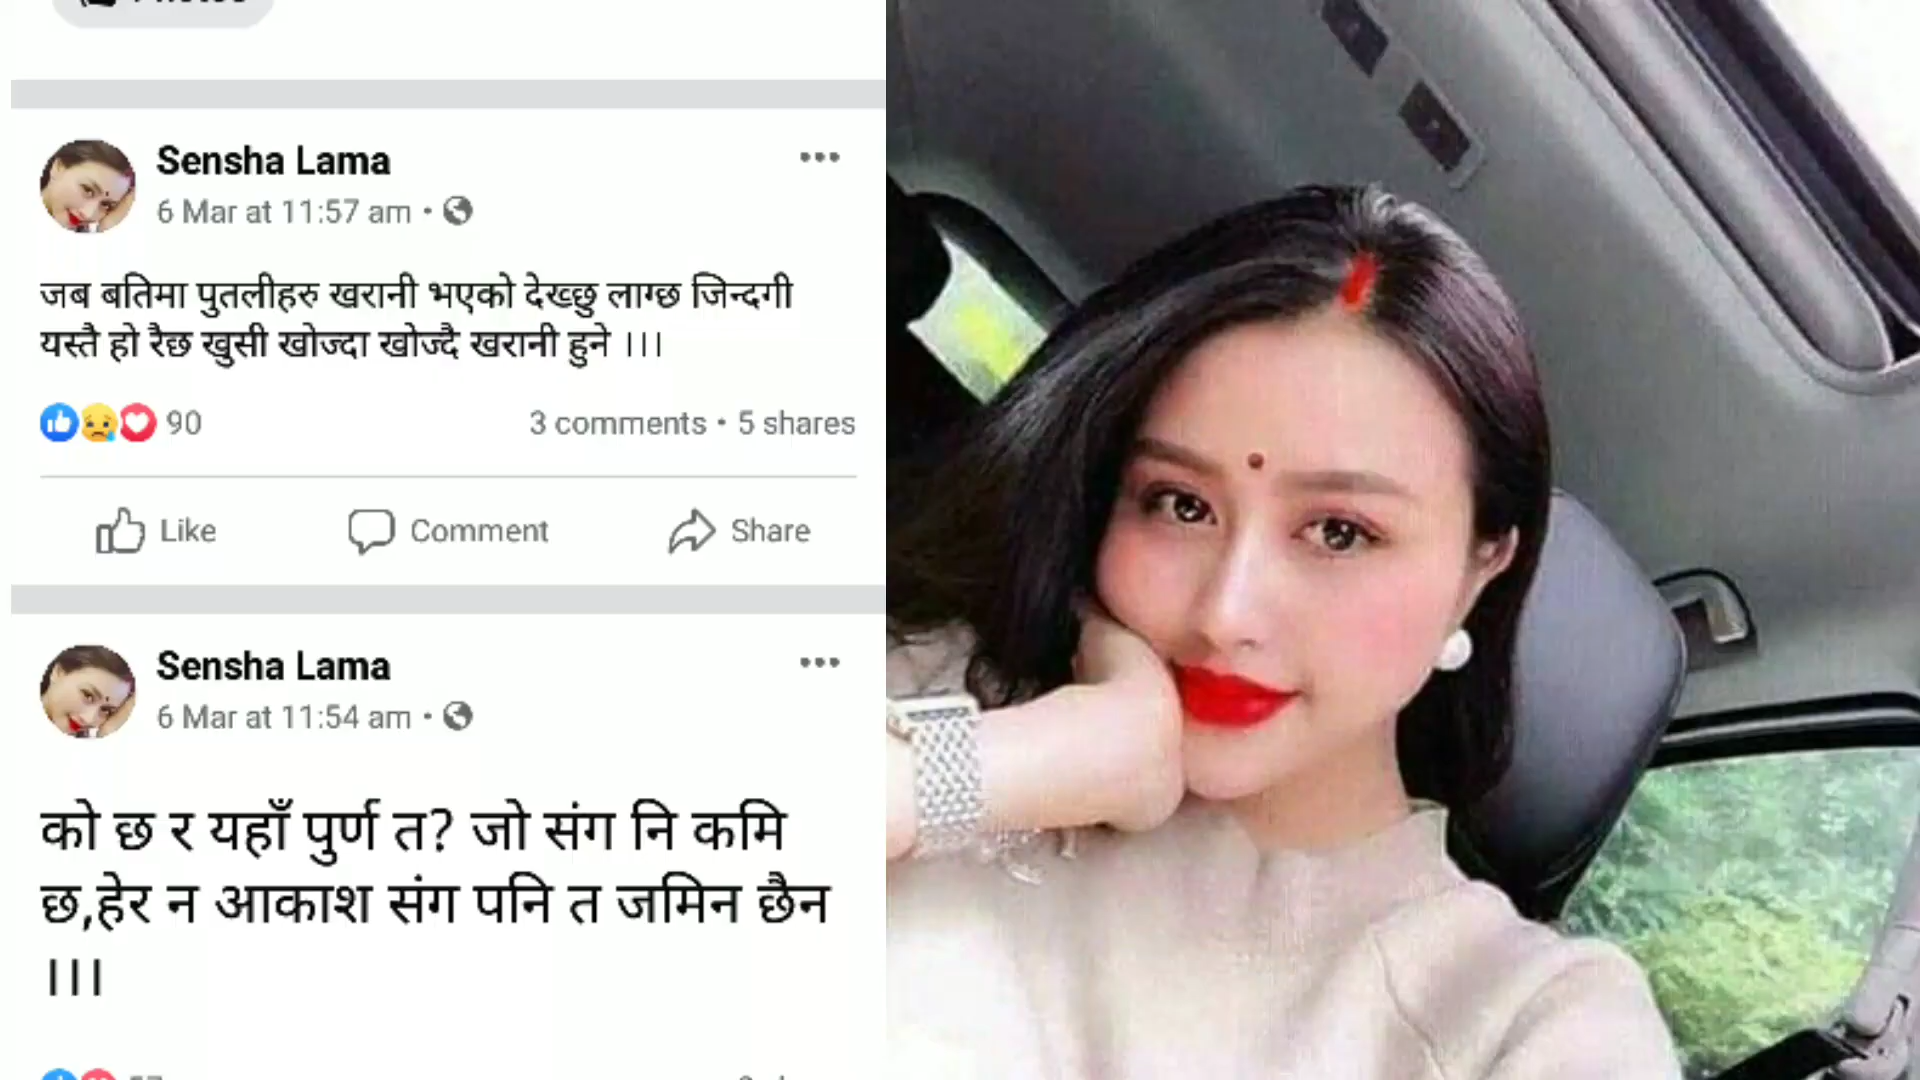 Photos
Sensha Lama
6 Mar at 11:57 am
जब बतिमा पुतलीहरु खरानी भएको देख्छु लाग्छ जिन्दगी
यस्तै हो रैछ खुसी खोज्दा खोज्दै खरानी हुने ।।।
90 3 comments • 5 shares
Like Comment Share
Sensha Lama
6 Mar at 11:54 am
को छ र यहाँ पुर्ण त? जो संग नि कमि
छ,हेर न आकाश संग पनि त जमिन छैन
।।।